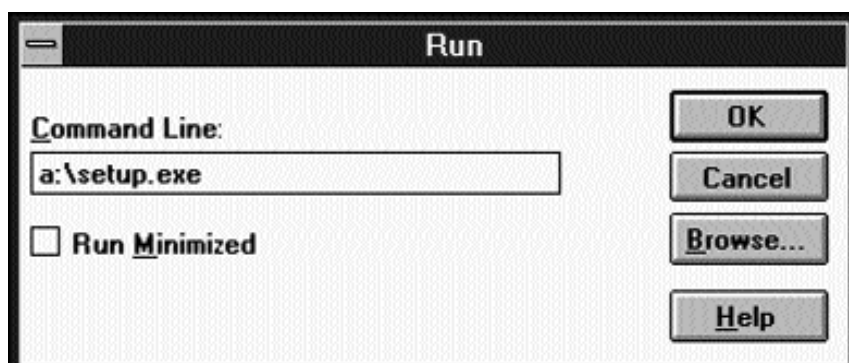 Run
Command Line:
a:\setup.exe
Run Minimized
OK
Cancel
Browse...
Help